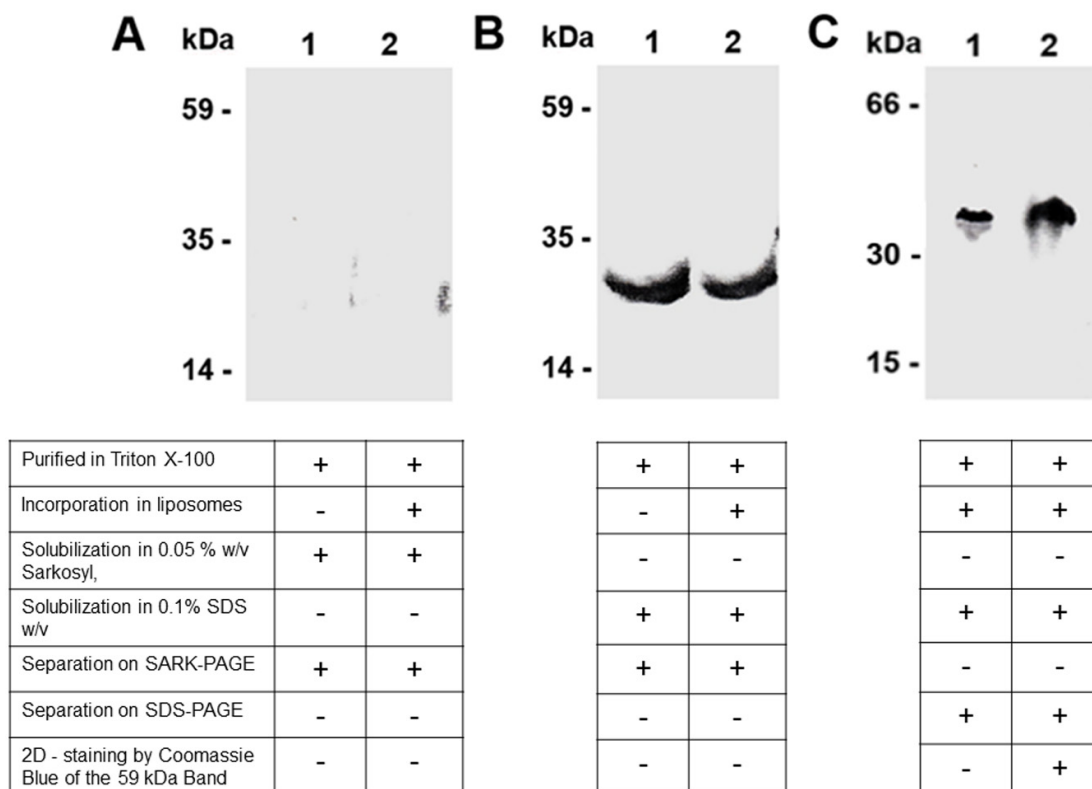 A kDa 1 2 B kDa 1 2 C kDa 1 2
59 - 59 - 66 -
35 - 35 - 30 -
14 - 14 - 15 -
Purified in Triton X-100 + + + + + +
Incorporation in liposomes - + - + + +
Solubilization in 0.05 % w/v
Sarkosyl, + + - - - -
Solubilization in 0.1% SDS
w/v - - + + + +
Separation on SARK-PAGE + + + + - -
Separation on SDS-PAGE - - - - + +
2D - staining by Coomassie
Blue of the 59 kDa Band - - - - - +